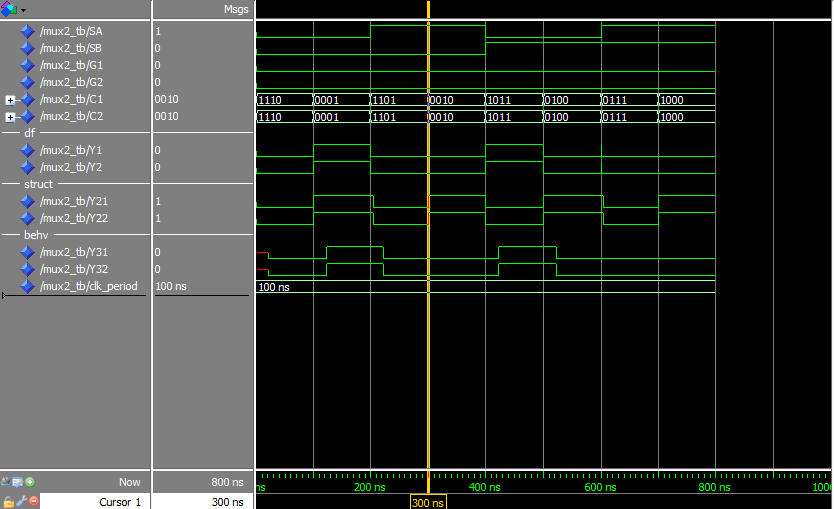 Msgs
/mux2_tb/SA 1
/mux2_tb/SB 0
/mux2_tb/G1 0
/mux2_tb/G2 0
/mux2_tb/C1 0010 1110 0001 1101 0010 1011 0100 0111 1000
/mux2_tb/C2 0010 1110 0001 1101 0010 1011 0100 0111 1000
df
/mux2_tb/Y1 0
/mux2_tb/Y2 0
struct
/mux2_tb/Y21 1
/mux2_tb/Y22 1
behv
/mux2_tb/Y31 0
/mux2_tb/Y32 0
/mux2_tb/clk_period 100 ns 100 ns
Now 800 ns ns 200 ns 400 ns 600 ns 800 ns 1000
Cursor 1 300 ns 300 ns